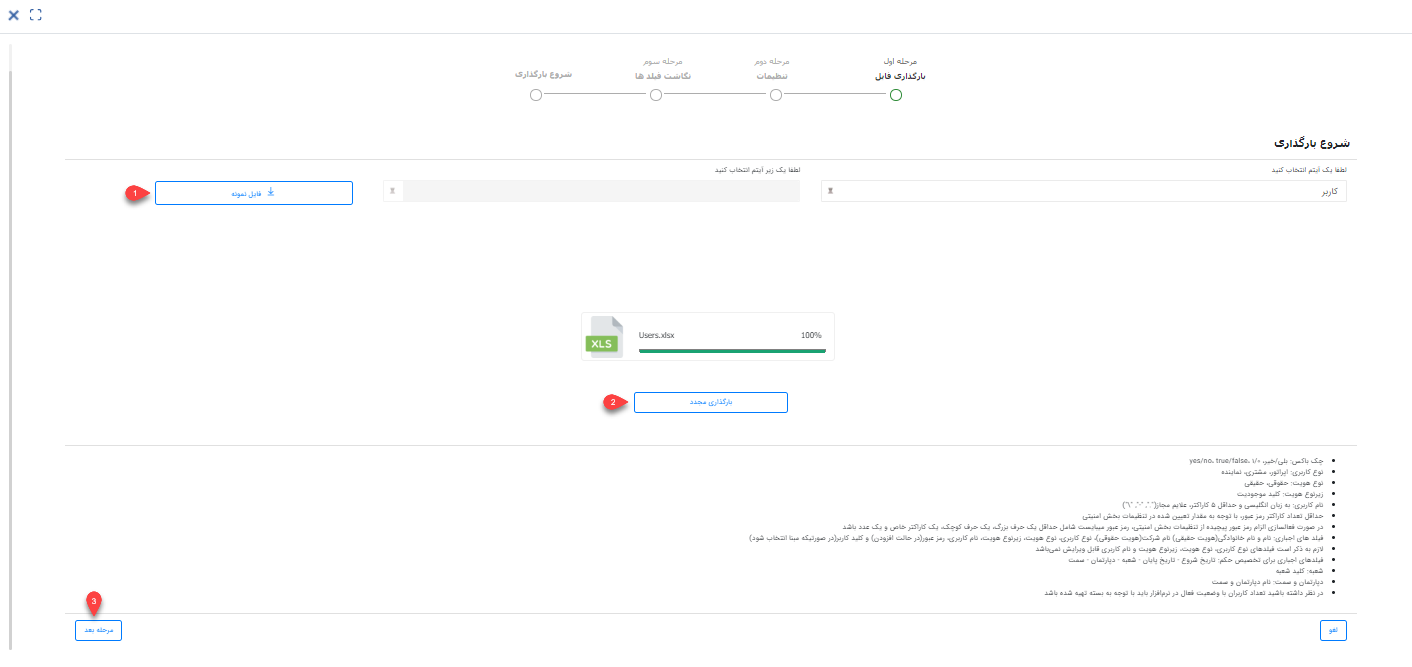 مرحله اول
بارگذاری فایل
مرحله دوم
تنظیمات
مرحله سوم
نگاشت فیلد ها
شروع بارگذاری
شروع بارگذاری
لطفا یک آیتم انتخاب کنید
کاربر
لطفا یک زیر آیتم انتخاب کنید
فایل نمونه
1
XLS
Users.xlsx
100%
2
بارگذاری مجدد
چک باکس: بلی/خیر، ۱/۰ ،yes/no، true/false
نوع کاربری: اپراتور، مشتری، نماینده
نوع هویت: حقوقی، حقیقی
زیرنوع هویت: کلید موجودیت
نام کاربری: به زبان انگلیسی و حداقل ۵ کاراکتر، علایم مجاز(".", "-", "\")
حداقل تعداد کاراکتر رمز عبور، با توجه به مقدار تعیین شده در تنظیمات بخش امنیتی
در صورت فعالسازی الزام رمز عبور پیچیده از تنظیمات بخش امنیتی، رمز عبور میبایست شامل حداقل یک حرف بزرگ، یک حرف کوچک، یک کاراکتر خاص و یک عدد باشد
فیلد های اجباری: نام و نام خانوادگی(هویت حقیقی) نام شرکت(هویت حقوقی)، نوع کاربری، نوع هویت، زیرنوع هویت، نام کاربری، رمز عبور(در حالت افزودن) و کلید کاربر(در صورتیکه مبنا انتخاب شود)
لازم به ذکر است فیلدهای نوع کاربری، نوع هویت، زیرنوع هویت و نام کاربری قابل ویرایش نمی‌باشد
فیلدهای اجباری برای تخصیص حکم: تاریخ شروع - تاریخ پایان - شعبه - دپارتمان - سمت
شعبه: کلید شعبه
دپارتمان و سمت: نام دپارتمان و سمت
در نظر داشته باشید تعداد کاربران با وضعیت فعال در نرم‌افزار باید با توجه به بسته تهیه شده باشد
لغو
3
مرحله بعد